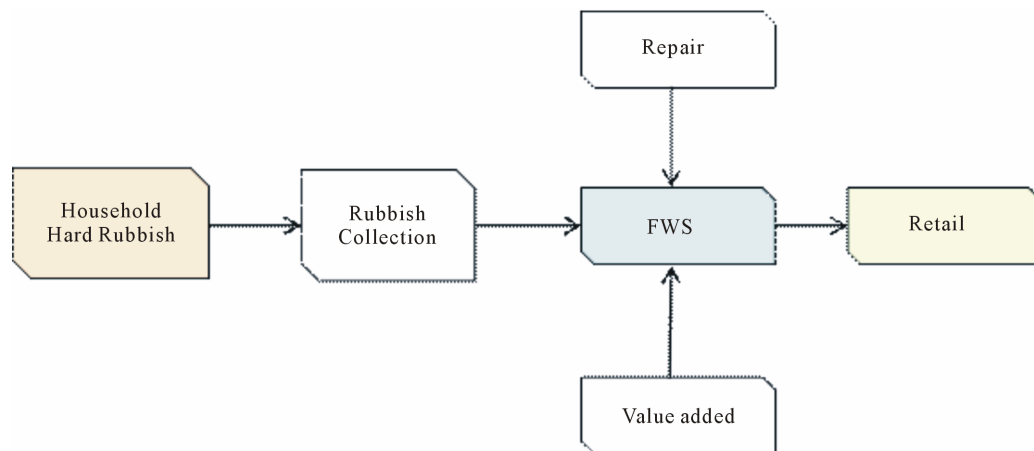 Repair
Household
Hard Rubbish
Rubbish
Collection
FWS
Retail
Value added